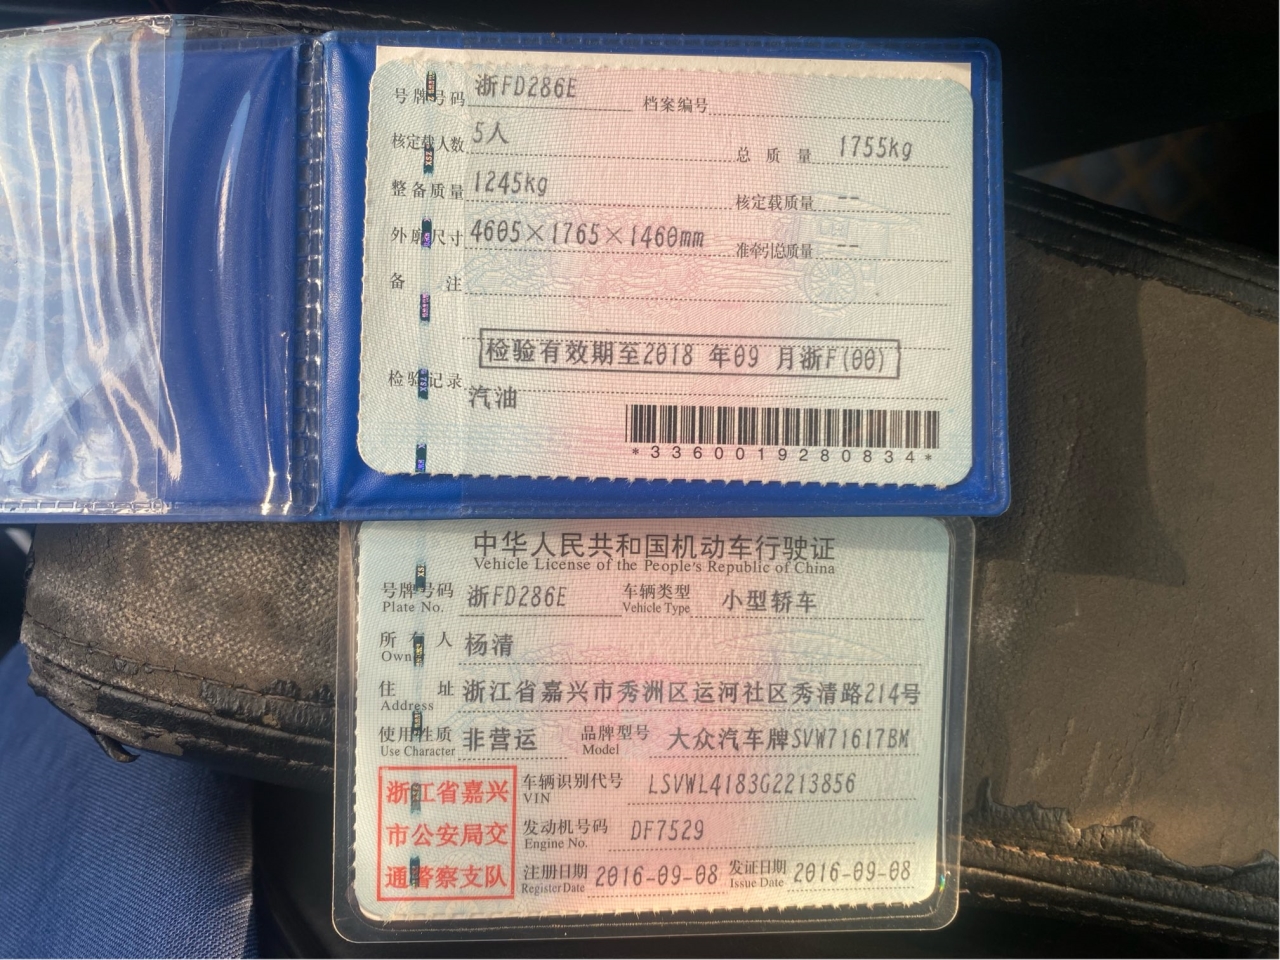 号牌号码 浙FD286E 档案编号
核定载人数 5人 总质量 1755kg
整备质量 1245kg 核定载质量 --
外廓尺寸 4605×1765×1460mm 准牵引总质量 --
备注
检验有效期至2018 年09 月浙F(00)
检验记录
汽油
*3360019280834*
中华人民共和国机动车行驶证
Vehicle License of the People's Republic of China
号牌号码 浙FD286E 车辆类型 小型轿车
Plate No. Vehicle Type
所有人 杨清
Owner
住址 浙江省嘉兴市秀洲区运河社区秀清路214号
Address
使用性质 非营运 品牌型号 大众汽车牌SVW71617BM
Use Character Model
浙江省嘉兴
市公安局交
通警察支队
车辆识别代号 LSVWL4183G2213856
VIN
发动机号码 DF7529
Engine No.
注册日期 2016-09-08 发证日期 2016-09-08
Register Date Issue Date